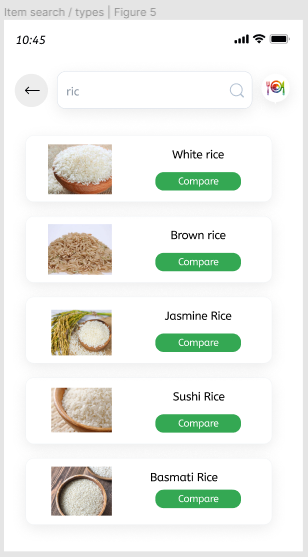 Item search / types | Figure 5
10:45
ric
White rice
Compare
Brown rice
Compare
Jasmine Rice
Compare
Sushi Rice
Compare
Basmati Rice
Compare